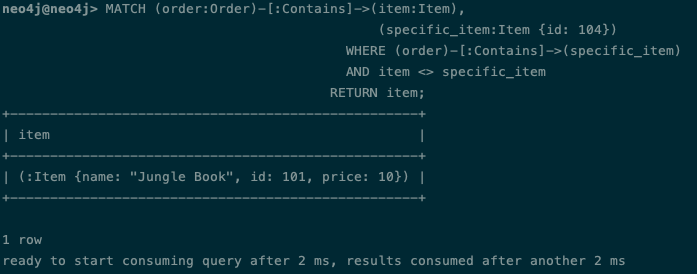 neo4j@neo4j> MATCH (order:Order)-[:Contains]->(item:Item),
(specific_item:Item {id: 104})
WHERE (order)-[:Contains]->(specific_item)
AND item <> specific_item
RETURN item;
+---------------------------------------------------+
| item                                              |
+---------------------------------------------------+
| (:Item {name: "Jungle Book", id: 101, price: 10}) |
+---------------------------------------------------+
1 row
ready to start consuming query after 2 ms, results consumed after another 2 ms